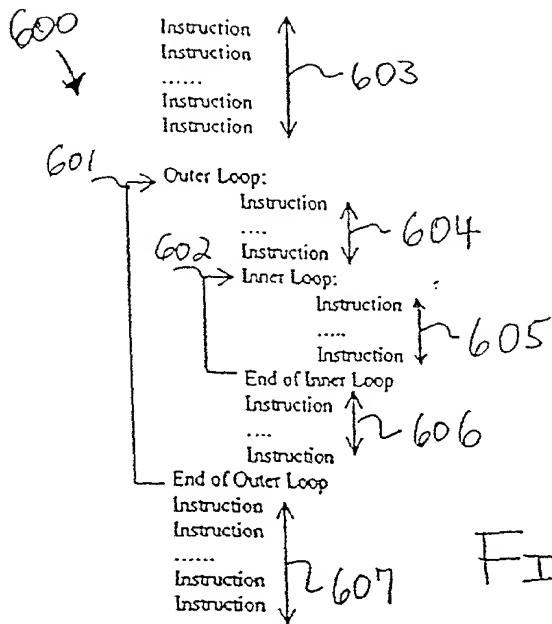 600
Instruction
Instruction
......
Instruction
Instruction
603
601
Outer Loop:
Instruction
....
Instruction
604
602
Inner Loop:
Instruction
.....
Instruction
605
End of Inner Loop
Instruction
....
Instruction
606
End of Outer Loop
Instruction
Instruction
......
Instruction
Instruction
607